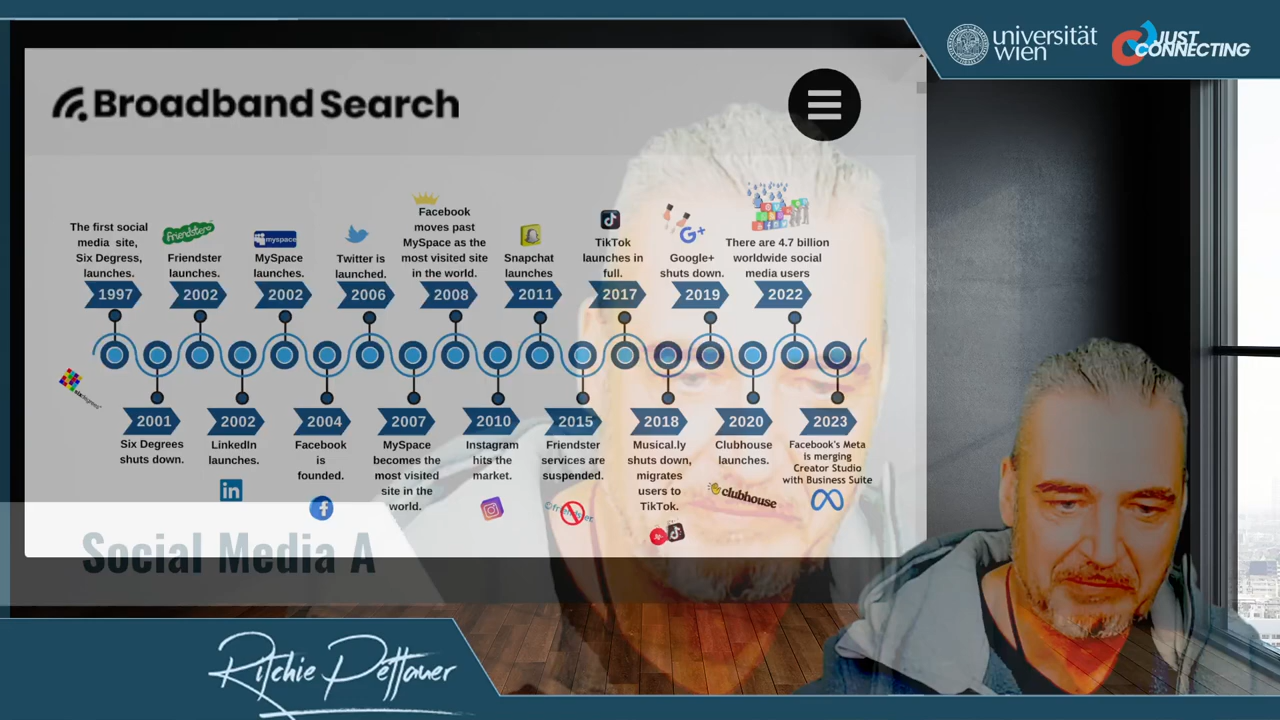 universität
wien
JUST
CONNECTING
Broadband Search
The first social
media site,
Six Degress,
launches.
1997
Friendster
Friendster
launches.
2002
myspace
MySpace
launches.
2002
Twitter is
launched.
2006
Facebook
moves past
MySpace as the
most visited site
in the world.
2008
Snapchat
launches
2011
TikTok
launches in
full.
2017
G+
Google+
shuts down.
2019
There are 4.7 billion
worldwide social
media users
2022
sixdegrees
2001
Six Degrees
shuts down.
2002
LinkedIn
launches.
in
2004
Facebook
is
founded.
f
2007
MySpace
becomes the
most visited
site in the
world.
2010
Instagram
hits the
market.
2015
Friendster
services are
suspended.
2018
Musical.ly
shuts down,
migrates
users to
TikTok.
2020
Clubhouse
launches.
clubhouse
2023
Facebook's Meta
is merging
Creator Studio
with Business Suite
Social Media A
Ritchie Pettauer